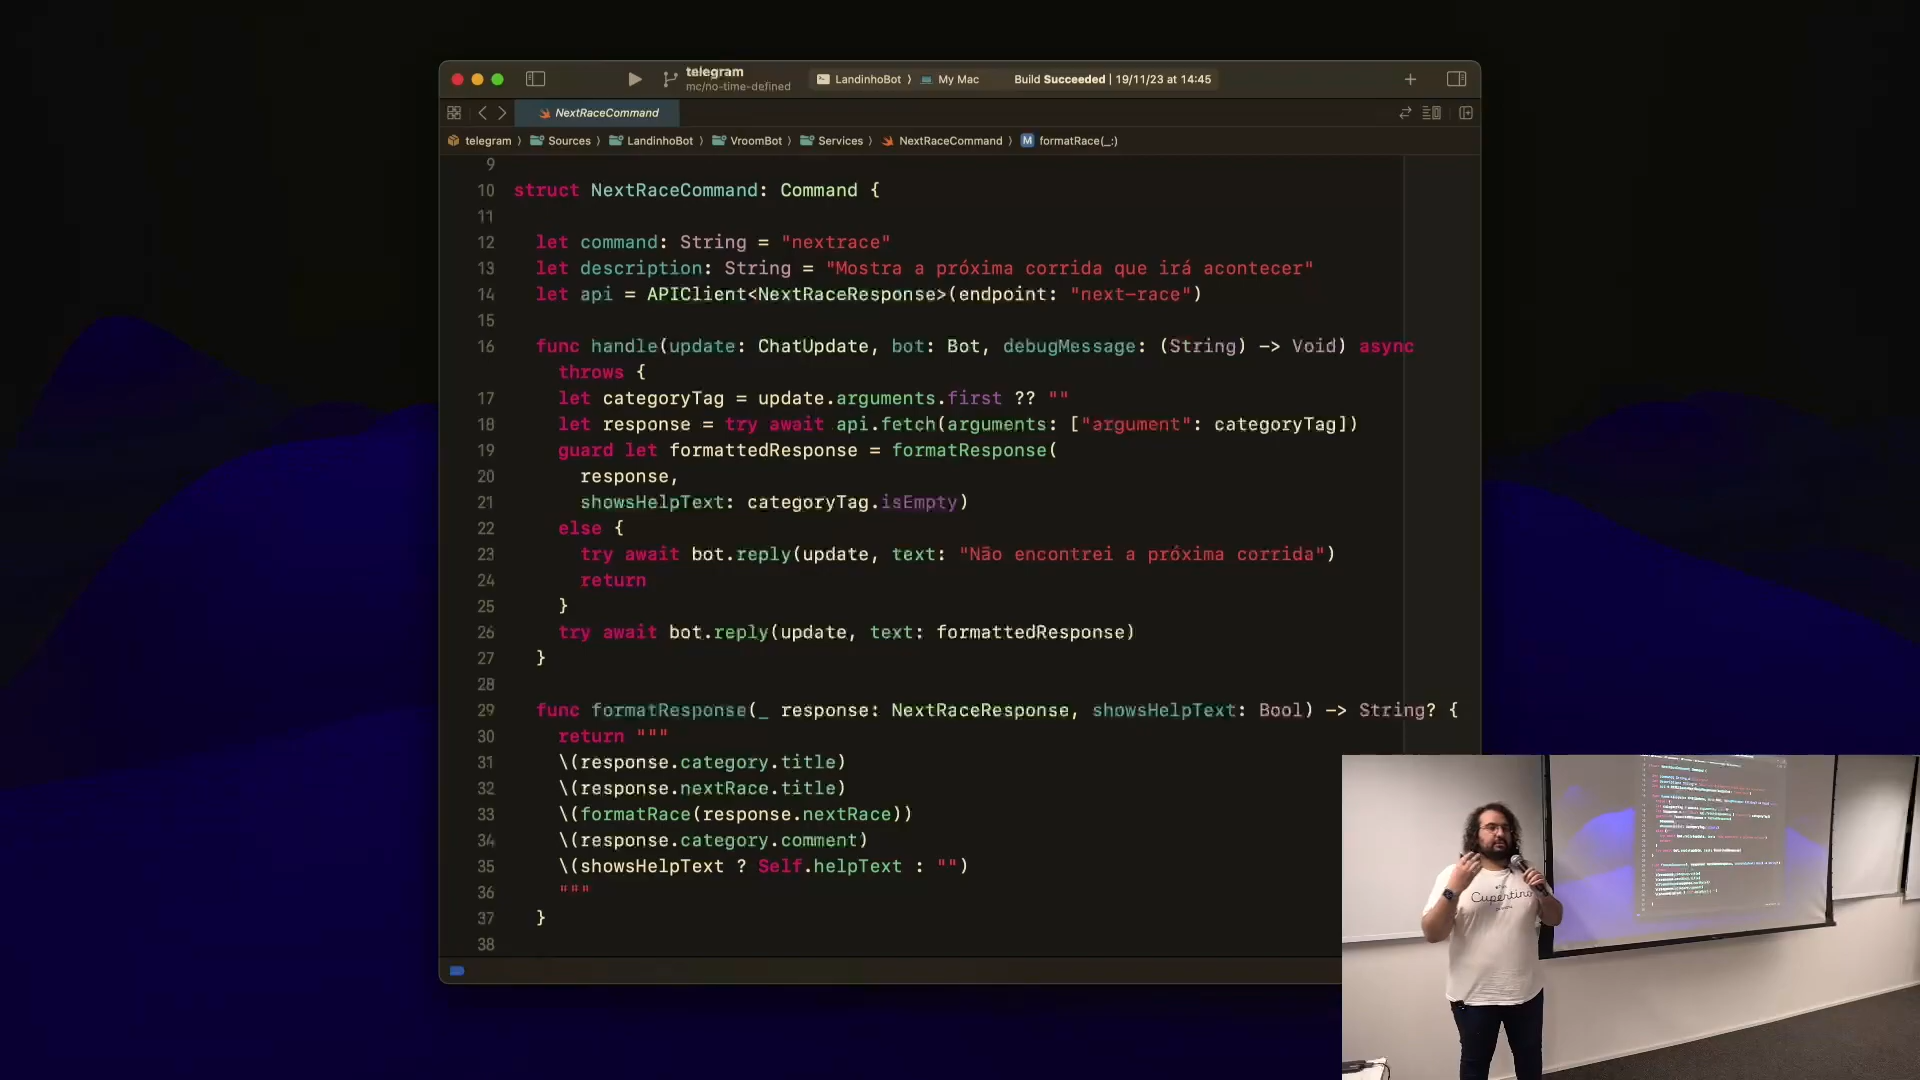 telegram
mc/no-time-defined
LandinhoBot 〉 My Mac
Build Succeeded | 19/11/23 at 14:45
NextRaceCommand
telegram 〉 Sources 〉 LandinhoBot 〉 VroomBot 〉 Services 〉 NextRaceCommand 〉 M formatRace(_:)
9
10 struct NextRaceCommand: Command {
11
12 let command: String = "nextrace"
13 let description: String = "Mostra a próxima corrida que irá acontecer"
14 let api = APIClient<NextRaceResponse>(endpoint: "next-race")
15
16 func handle(update: ChatUpdate, bot: Bot, debugMessage: (String) -> Void) async
throws {
17 let categoryTag = update.arguments.first ?? ""
18 let response = try await api.fetch(arguments: ["argument": categoryTag])
19 guard let formattedResponse = formatResponse(
20 response,
21 showsHelpText: categoryTag.isEmpty)
22 else {
23 try await bot.reply(update, text: "Não encontrei a próxima corrida")
24 return
25 }
26 try await bot.reply(update, text: formattedResponse)
27 }
28
29 func formatResponse(_ response: NextRaceResponse, showsHelpText: Bool) -> String? {
30 return """
31 \(response.category.title)
32 \(response.nextRace.title)
33 \(formatRace(response.nextRace))
34 \(response.category.comment)
35 \(showsHelpText ? Self.helpText : "")
36 """
37 }
38
Cupertino